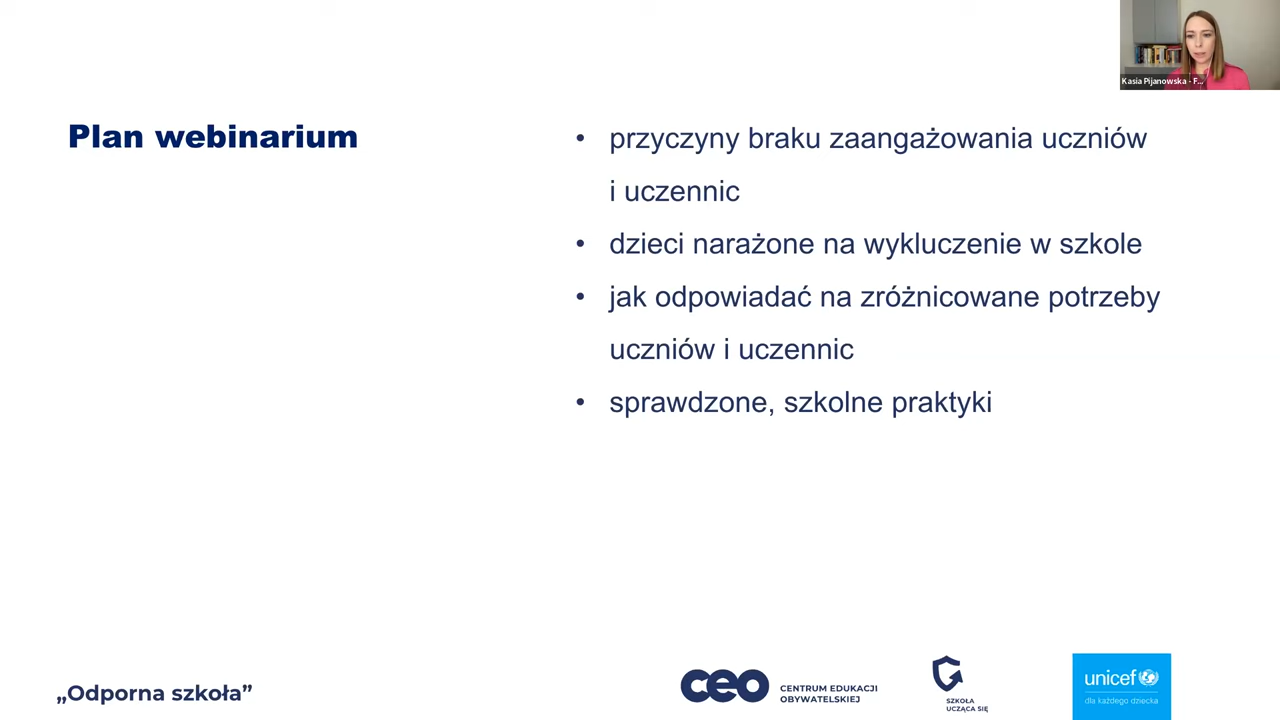 Kasia Pijanowska - F...
Plan webinarium
• przyczyny braku zaangażowania uczniów
i uczennic
• dzieci narażone na wykluczenie w szkole
• jak odpowiadać na zróżnicowane potrzeby
uczniów i uczennic
• sprawdzone, szkolne praktyki
„Odporna szkoła”
ceo
CENTRUM EDUKACJI
OBYWATELSKIEJ
SZKOŁA
UCZĄCA SIĘ
unicef
dla każdego dziecka